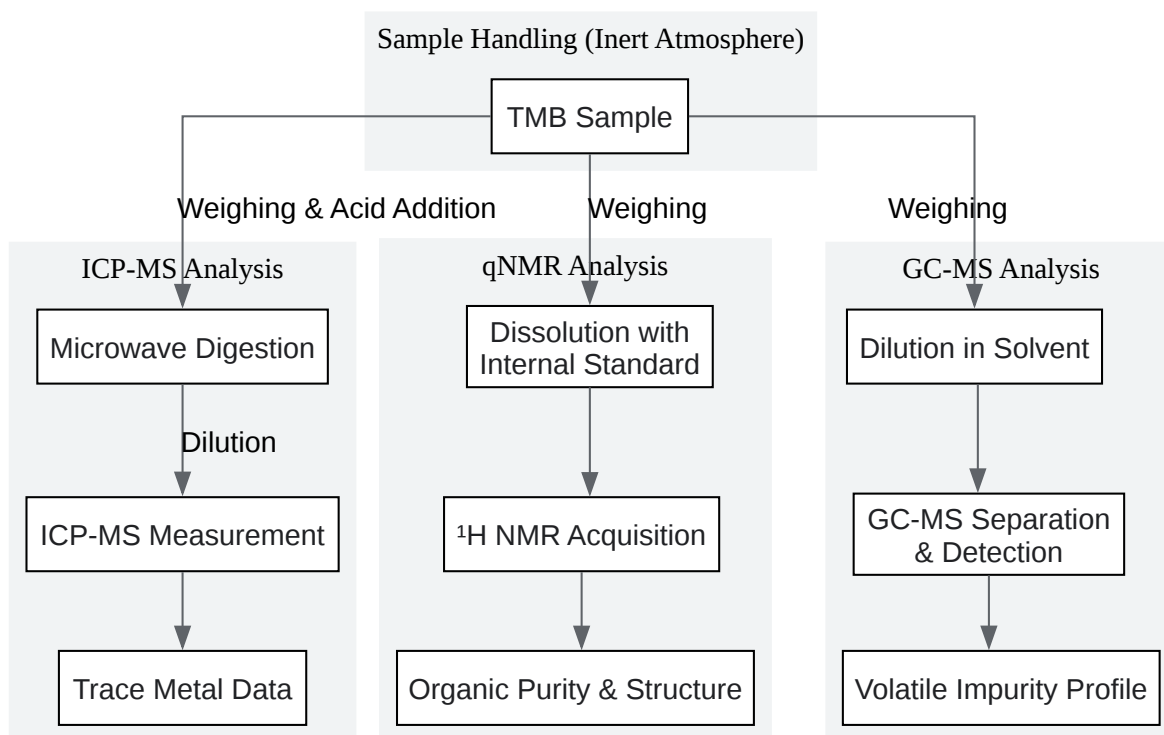 Sample Handling (Inert Atmosphere)
TMB Sample
Weighing & Acid Addition
Weighing
Weighing
ICP-MS Analysis
qNMR Analysis
GC-MS Analysis
Microwave Digestion
Dissolution with
Internal Standard
Dilution in Solvent
Dilution
ICP-MS Measurement
¹H NMR Acquisition
GC-MS Separation
& Detection
Trace Metal Data
Organic Purity & Structure
Volatile Impurity Profile